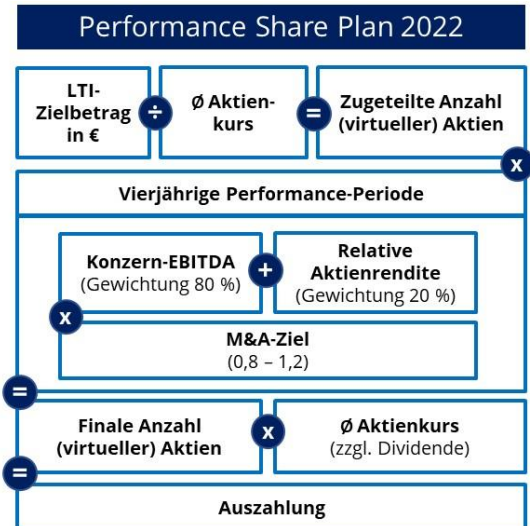 Performance Share Plan 2022
LTI-
Zielbetrag
in €
÷
Ø Aktien-
kurs
=
Zugeteilte Anzahl
(virtueller) Aktien
x
Vierjährige Performance-Periode
Konzern-EBITDA
(Gewichtung 80 %)
+
Relative
Aktienrendite
(Gewichtung 20 %)
x
M&A-Ziel
(0,8 – 1,2)
=
Finale Anzahl
(virtueller) Aktien
x
Ø Aktienkurs
(zzgl. Dividende)
=
Auszahlung